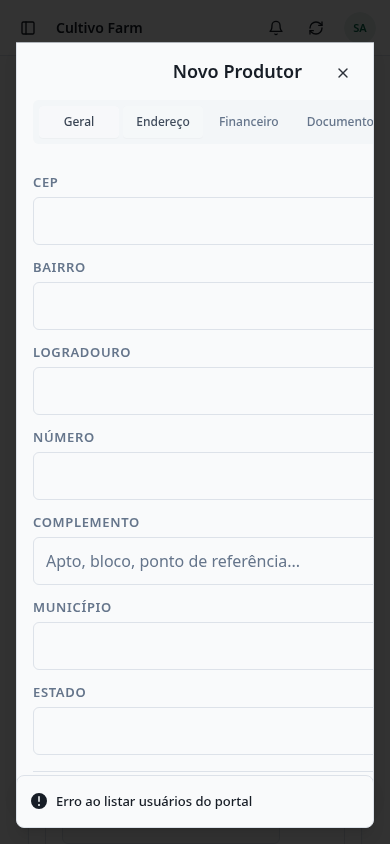 Cultivo Farm
SA
Novo Produtor
Geral
Endereço
Financeiro
Documento
CEP
BAIRRO
LOGRADOURO
NÚMERO
COMPLEMENTO
Apto, bloco, ponto de referência...
MUNICÍPIO
ESTADO
Erro ao listar usuários do portal